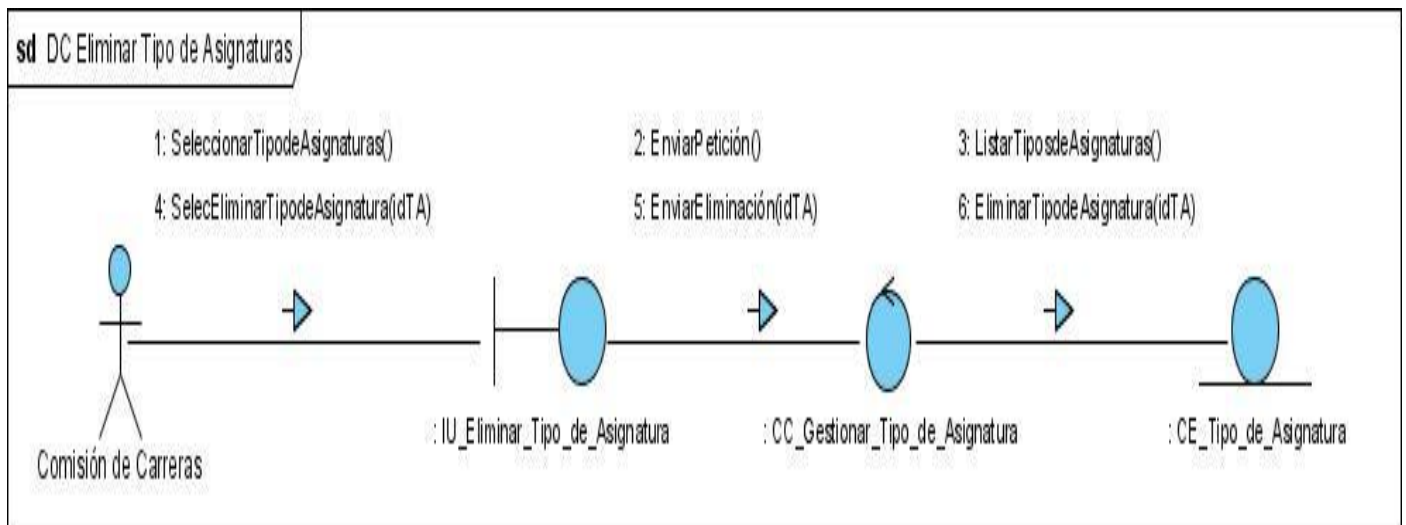 sd DC Eliminar Tipo de Asignaturas
1: SeleccionarTipodeAsignaturas()
2: EnviarPetición()
3: ListarTiposdeAsignaturas()
4: SelecEliminarTipodeAsignatura(idTA)
5: EnviarEliminación(idTA)
6: EliminarTipodeAsignatura(idTA)
: IU_Eliminar_Tipo_de_Asignatura
: CC_Gestionar_Tipo_de_Asignatura
: CE_Tipo_de_Asignatura
Comisión de Carreras